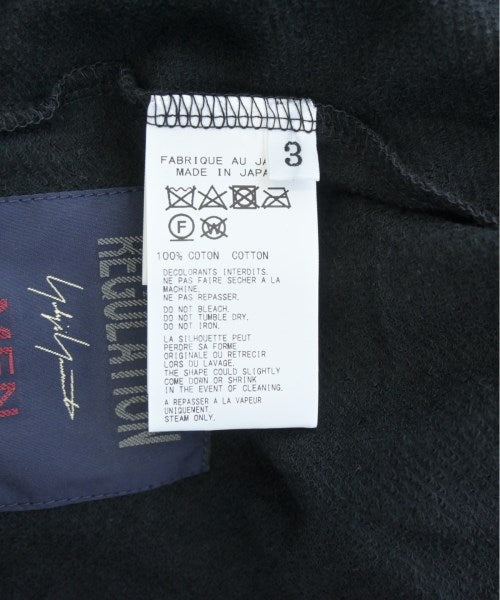 3
FABRIQUE AU JA
MADE IN JAPA
F
W
100% COTON COTTON
DECOLORANTS INTERDITS.
NE PAS FAIRE SECHER A LA
MACHINE.
NE PAS REPASSER.
DO NOT BLEACH.
DO NOT TUMBLE DRY,
DO NOT IRON.
LA SILHOUETTE PEUT
PERDRE SA FORME
ORIGINALE OU RETRECIR
LORS DU LAVAGE.
THE SHAPE COULD SLIGHTLY
COME DOWN OR SHRINK
IN THE EVENT OF CLEANING.
A REPASSER A LA VAPEUR
UNIQUEMENT.
STEAM ONLY.
REGULATION
Yohji Yamamoto
MEN